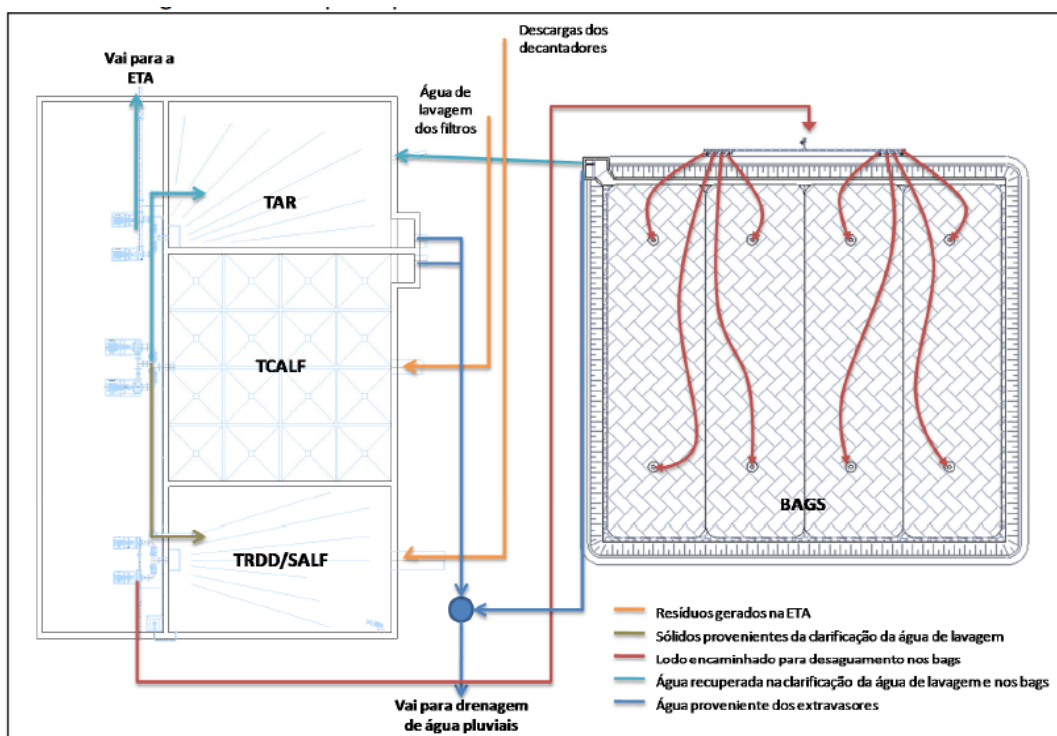 Descargas dos
decantadores
Vai para a
ETA
Água de
lavagem
dos filtros
TAR
TCALF
TRDD/SALF
BAGS
Resíduos gerados na ETA
Sólidos provenientes da clarificação da água de lavagem
Lodo encaminhado para desaguamento nos bags
Água recuperada na clarificação da água de lavagem e nos bags
Água proveniente dos extravasores
Vai para drenagem
de água pluviais